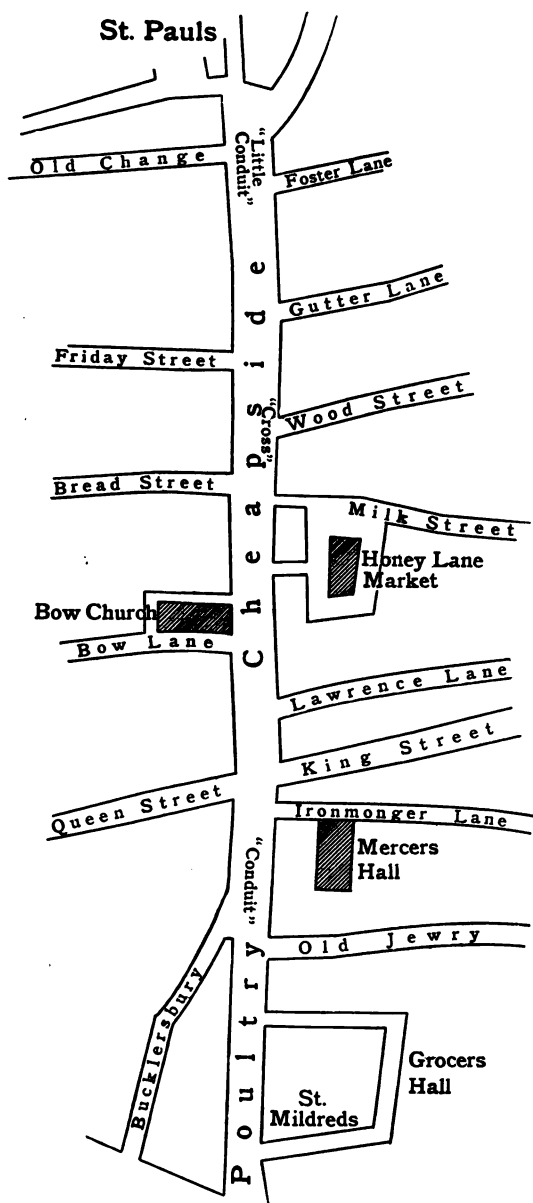 St. Pauls
Old Change
"Little
Conduit"
Foster Lane
Gutter Lane
Friday Street
"Cross"
Wood Street
Bread Street
Milk Street
Honey Lane
Market
Bow Church
Bow Lane
Cheapside
Lawrence Lane
King Street
Queen Street
Ironmonger Lane
Mercers
Hall
"Conduit"
Old Jewry
Bucklersbury
Poultry
Grocers
Hall
St.
Mildreds